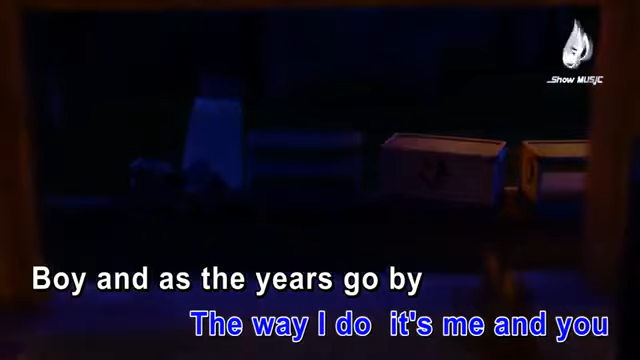 Show MUSIC
Boy and as the years go by
The way I do it's me and you